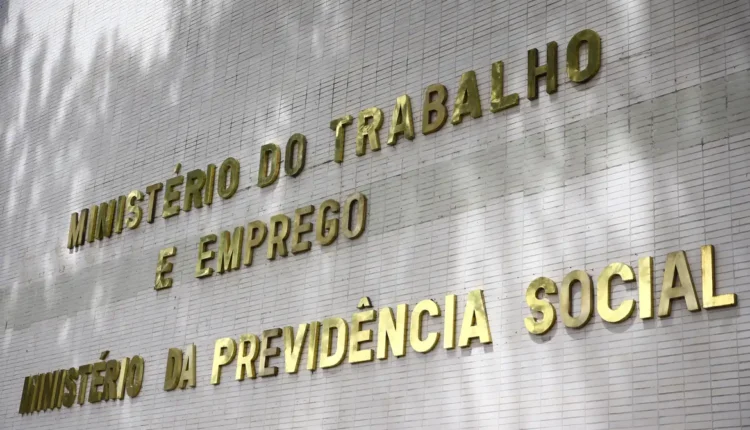 MINISTÉRIO DO TRABALHO
E EMPREGO
MINISTÉRIO DA PREVIDÊNCIA SOCIAL